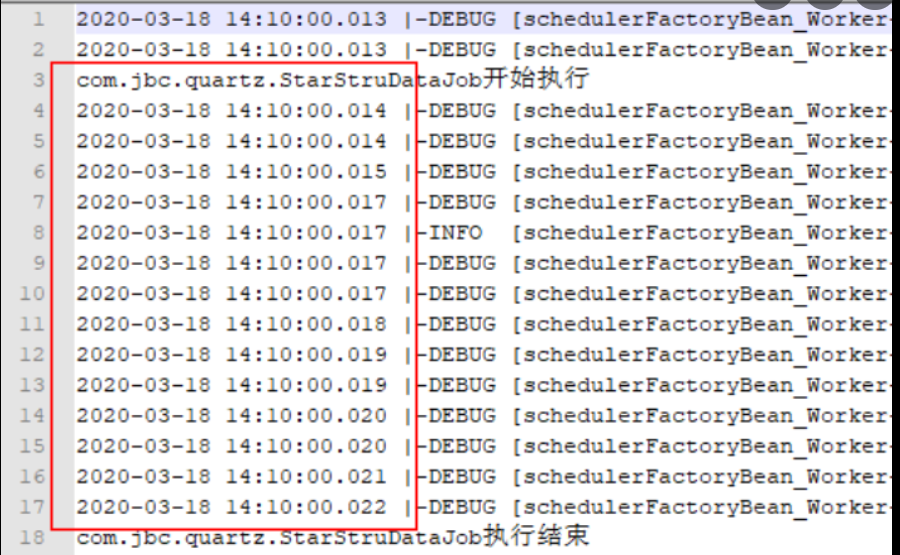 1 2020-03-18 14:10:00.013 |-DEBUG [schedulerFactoryBean_Worker-
2 2020-03-18 14:10:00.013 |-DEBUG [schedulerFactoryBean_Worker-
3 com.jbc.quartz.StarStruDataJob开始执行
4 2020-03-18 14:10:00.014 |-DEBUG [schedulerFactoryBean_Worker-
5 2020-03-18 14:10:00.014 |-DEBUG [schedulerFactoryBean_Worker-
6 2020-03-18 14:10:00.015 |-DEBUG [schedulerFactoryBean_Worker-
7 2020-03-18 14:10:00.017 |-DEBUG [schedulerFactoryBean_Worker-
8 2020-03-18 14:10:00.017 |-INFO  [schedulerFactoryBean_Worker-
9 2020-03-18 14:10:00.017 |-DEBUG [schedulerFactoryBean_Worker-
10 2020-03-18 14:10:00.017 |-DEBUG [schedulerFactoryBean_Worker-
11 2020-03-18 14:10:00.018 |-DEBUG [schedulerFactoryBean_Worker-
12 2020-03-18 14:10:00.019 |-DEBUG [schedulerFactoryBean_Worker-
13 2020-03-18 14:10:00.019 |-DEBUG [schedulerFactoryBean_Worker-
14 2020-03-18 14:10:00.020 |-DEBUG [schedulerFactoryBean_Worker-
15 2020-03-18 14:10:00.020 |-DEBUG [schedulerFactoryBean_Worker-
16 2020-03-18 14:10:00.021 |-DEBUG [schedulerFactoryBean_Worker-
17 2020-03-18 14:10:00.022 |-DEBUG [schedulerFactoryBean_Worker-
18 com.jbc.quartz.StarStruDataJob执行结束